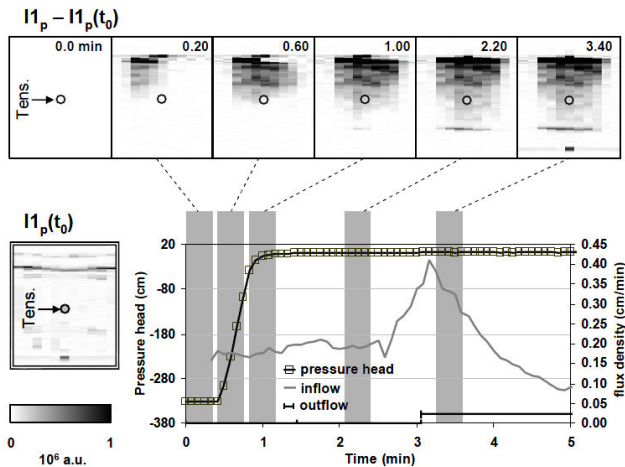 I1p – I1p(t0)
0.0 min
0.20
0.60
1.00
2.20
3.40
Tens.
I1p(t0)
Tens.
0
1
10⁶ a.u.
Pressure head (cm)
20
-80
-180
-280
-380
pressure head
inflow
outflow
0
1
2
3
4
5
Time (min)
0.45
0.40
0.35
0.30
0.25
0.20
0.15
0.10
0.05
0.00
flux density (cm/min)